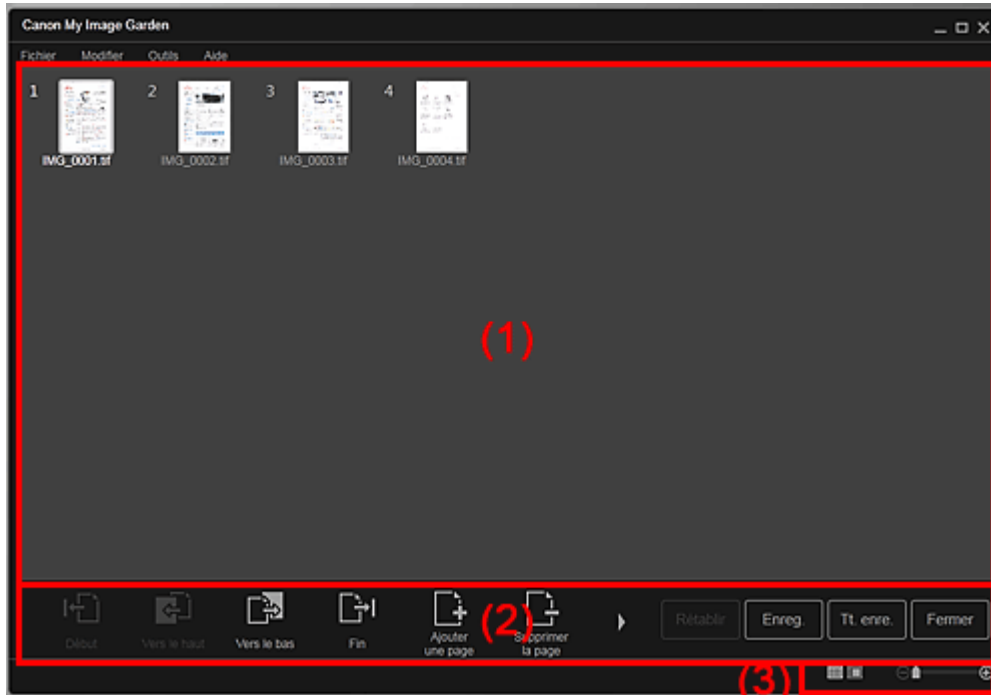 Canon My Image Garden
Fichier Modifier Outils Aide
1 2 3 4
IMG_0001.tif IMG_0002.tif IMG_0003.tif IMG_0004.tif
(1)
Début Vers le haut Vers le bas Fin Ajouter une page (2) Supprimer la page Rétablir Enreg. Tt. enre. Fermer
(3)